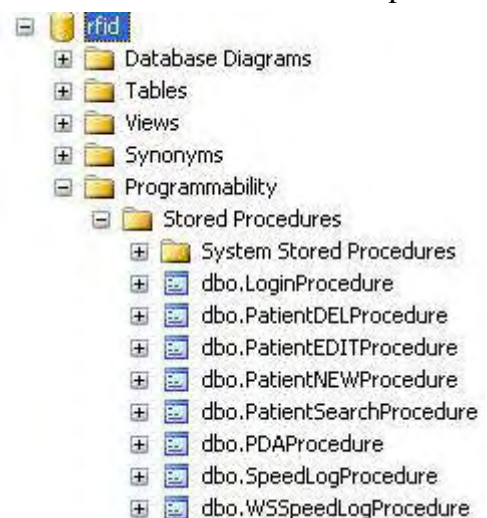 rfid
Database Diagrams
Tables
Views
Synonyms
Programmability
Stored Procedures
System Stored Procedures
dbo.LoginProcedure
dbo.PatientDELProcedure
dbo.PatientEDITProcedure
dbo.PatientNEWProcedure
dbo.PatientSearchProcedure
dbo.PDAProcedure
dbo.SpeedLogProcedure
dbo.WSSpeedLogProcedure